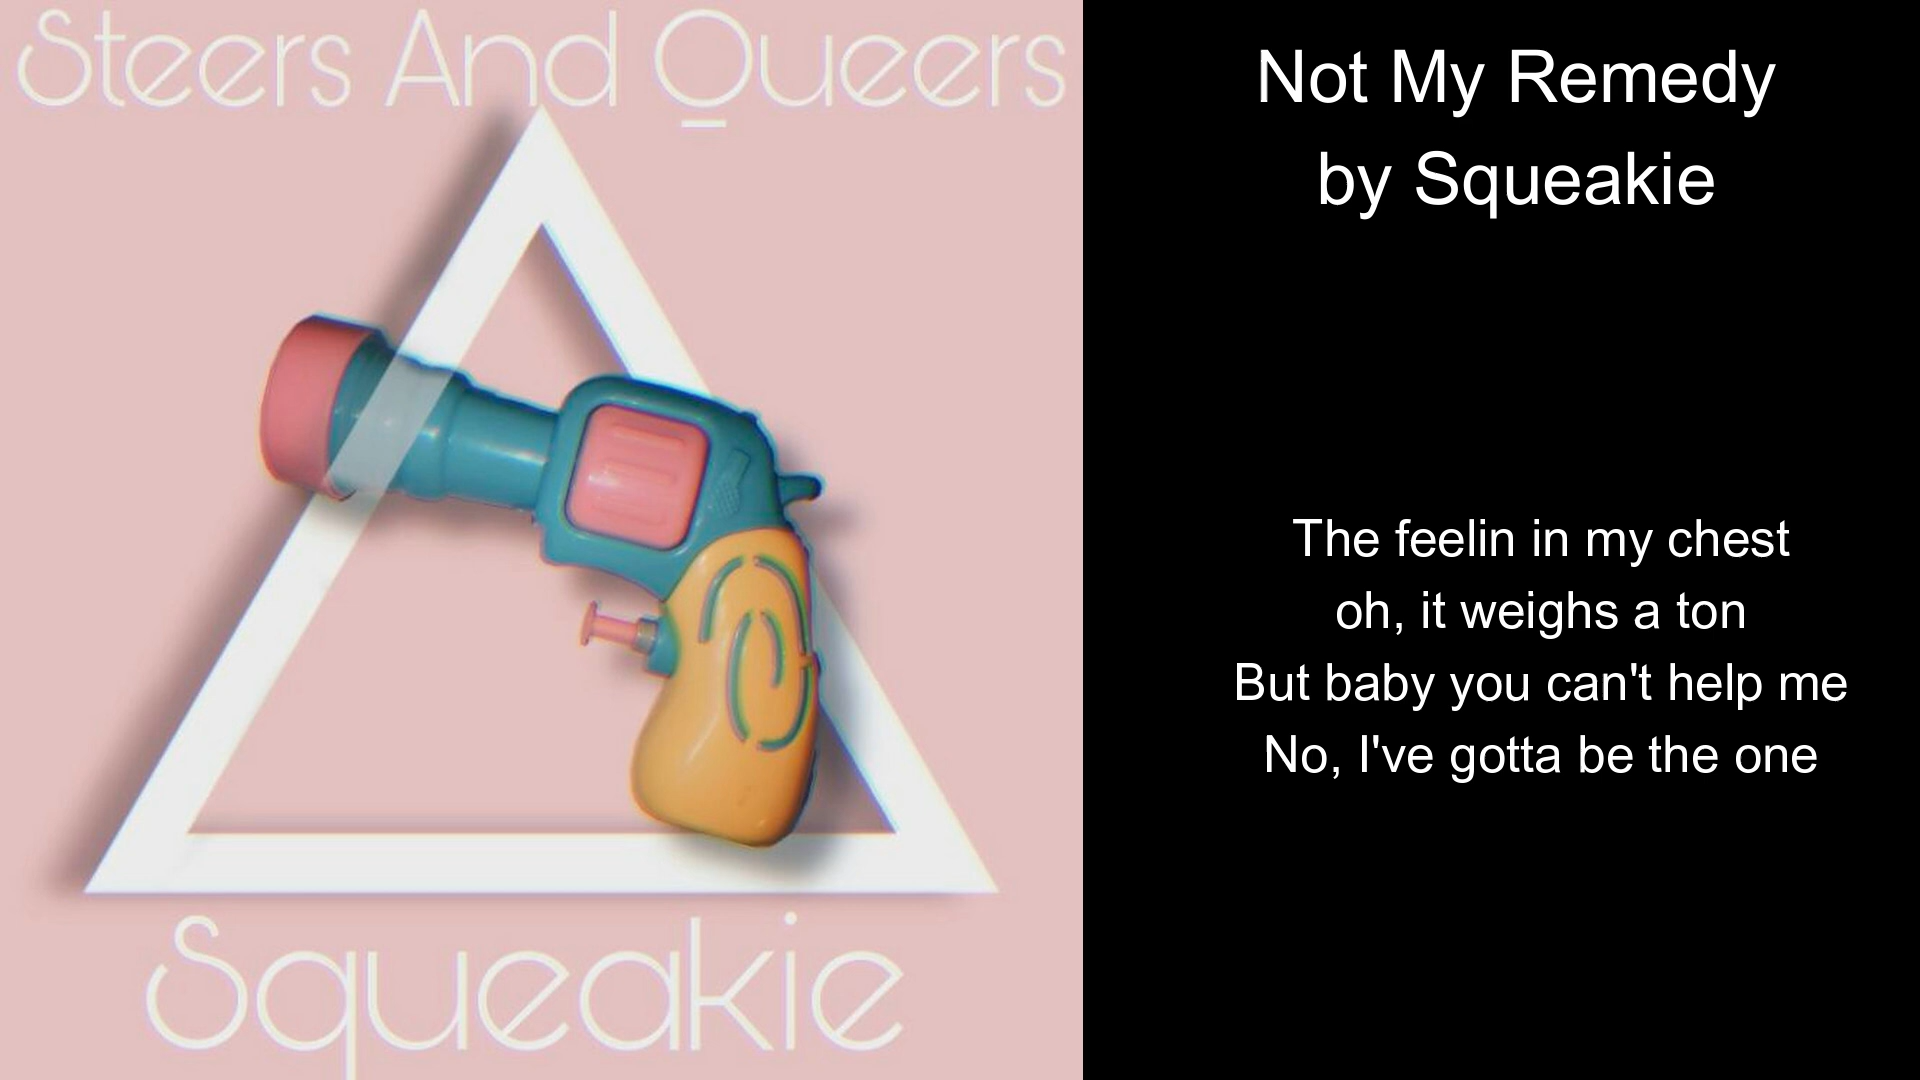 Steers And Queers
Squeakie
Not My Remedy
by Squeakie
The feelin in my chest
oh, it weighs a ton
But baby you can't help me
No, I've gotta be the one